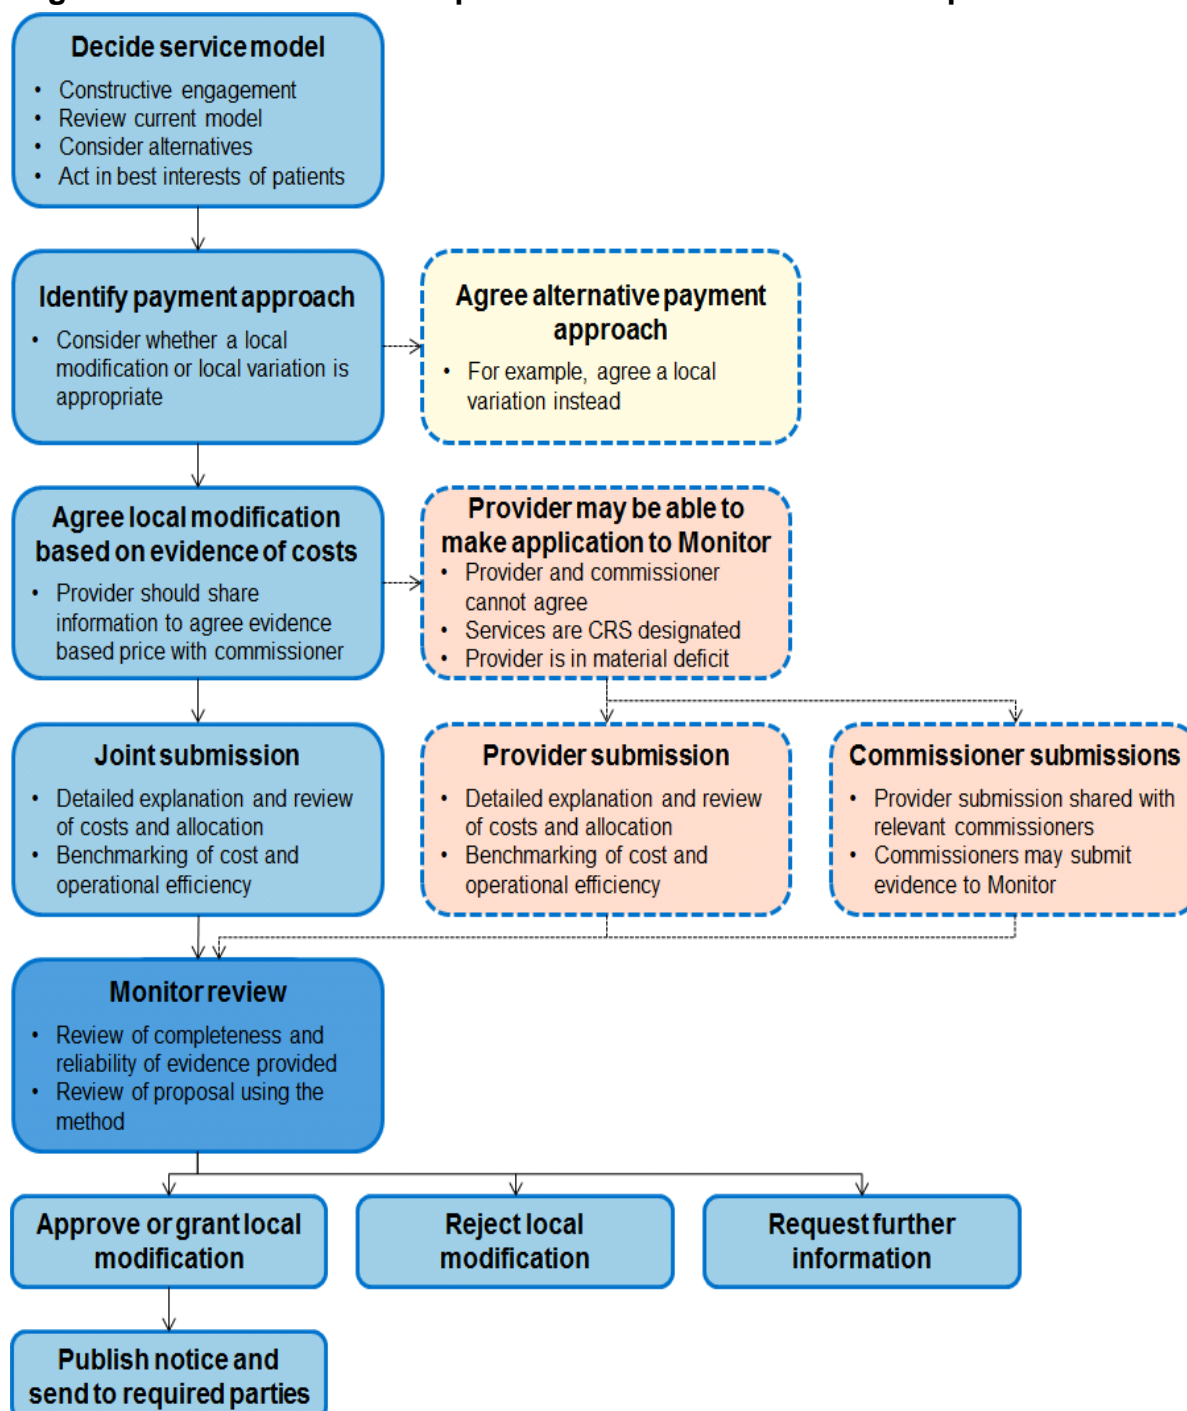 Decide service model
• Constructive engagement
• Review current model
• Consider alternatives
• Act in best interests of patients
Identify payment approach
• Consider whether a local
modification or local variation is
appropriate
Agree alternative payment
approach
• For example, agree a local
variation instead
Agree local modification
based on evidence of costs
• Provider should share
information to agree evidence
based price with commissioner
Provider may be able to
make application to Monitor
• Provider and commissioner
cannot agree
• Services are CRS designated
• Provider is in material deficit
Joint submission
• Detailed explanation and review
of costs and allocation
• Benchmarking of cost and
operational efficiency
Provider submission
• Detailed explanation and review
of costs and allocation
• Benchmarking of cost and
operational efficiency
Commissioner submissions
• Provider submission shared with
relevant commissioners
• Commissioners may submit
evidence to Monitor
Monitor review
• Review of completeness and
reliability of evidence provided
• Review of proposal using the
method
Approve or grant local
modification
Reject local
modification
Request further
information
Publish notice and
send to required parties